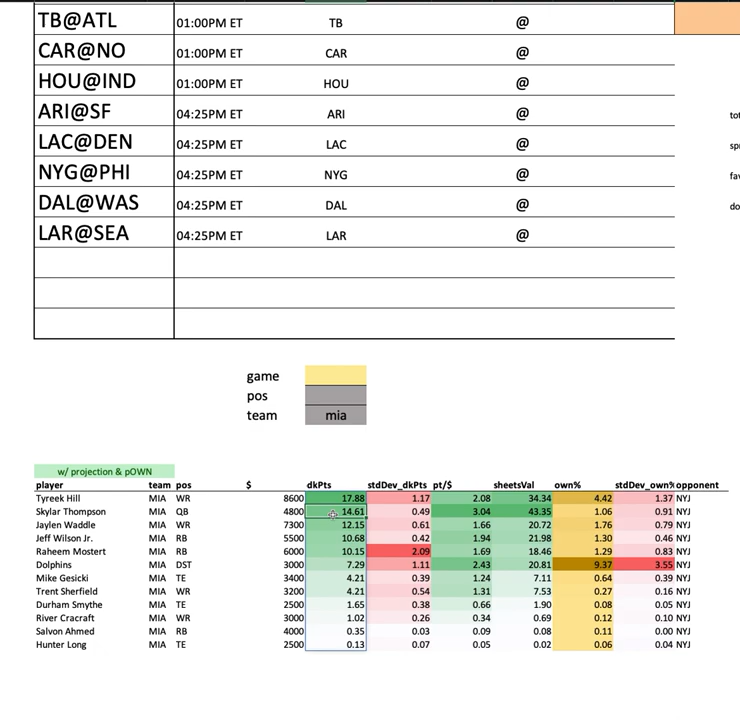 TB@ATL 01:00PM ET TB @
CAR@NO 01:00PM ET CAR @
HOU@IND 01:00PM ET HOU @
ARI@SF 04:25PM ET ARI @
tot
LAC@DEN 04:25PM ET LAC @
spr
NYG@PHI 04:25PM ET NYG @
fav
DAL@WAS 04:25PM ET DAL @
do
LAR@SEA 04:25PM ET LAR @
game
pos
team mia
w/ projection & pOWN
player team pos $ dkPts stdDev_dkPts pt/$ sheetsVal own% stdDev_own% opponent
Tyreek Hill MIA WR 8600 17.88 1.17 2.08 34.34 4.42 1.37 NYJ
Skylar Thompson MIA QB 4800 14.61 0.49 3.04 43.35 1.06 0.91 NYJ
Jaylen Waddle MIA WR 7300 12.15 0.61 1.66 20.72 1.76 0.79 NYJ
Jeff Wilson Jr. MIA RB 5500 10.68 0.42 1.94 21.98 1.30 0.46 NYJ
Raheem Mostert MIA RB 6000 10.15 2.09 1.69 18.46 1.29 0.83 NYJ
Dolphins MIA DST 3000 7.29 1.11 2.43 20.81 9.37 3.55 NYJ
Mike Gesicki MIA TE 3400 4.21 0.39 1.24 7.11 0.64 0.39 NYJ
Trent Sherfield MIA WR 3200 4.21 0.54 1.31 7.53 0.27 0.16 NYJ
Durham Smythe MIA TE 2500 1.65 0.38 0.66 1.90 0.08 0.05 NYJ
River Cracraft MIA WR 3000 1.02 0.26 0.34 0.69 0.12 0.10 NYJ
Salvon Ahmed MIA RB 4000 0.35 0.03 0.09 0.08 0.11 0.00 NYJ
Hunter Long MIA TE 2500 0.13 0.07 0.05 0.02 0.06 0.04 NYJ